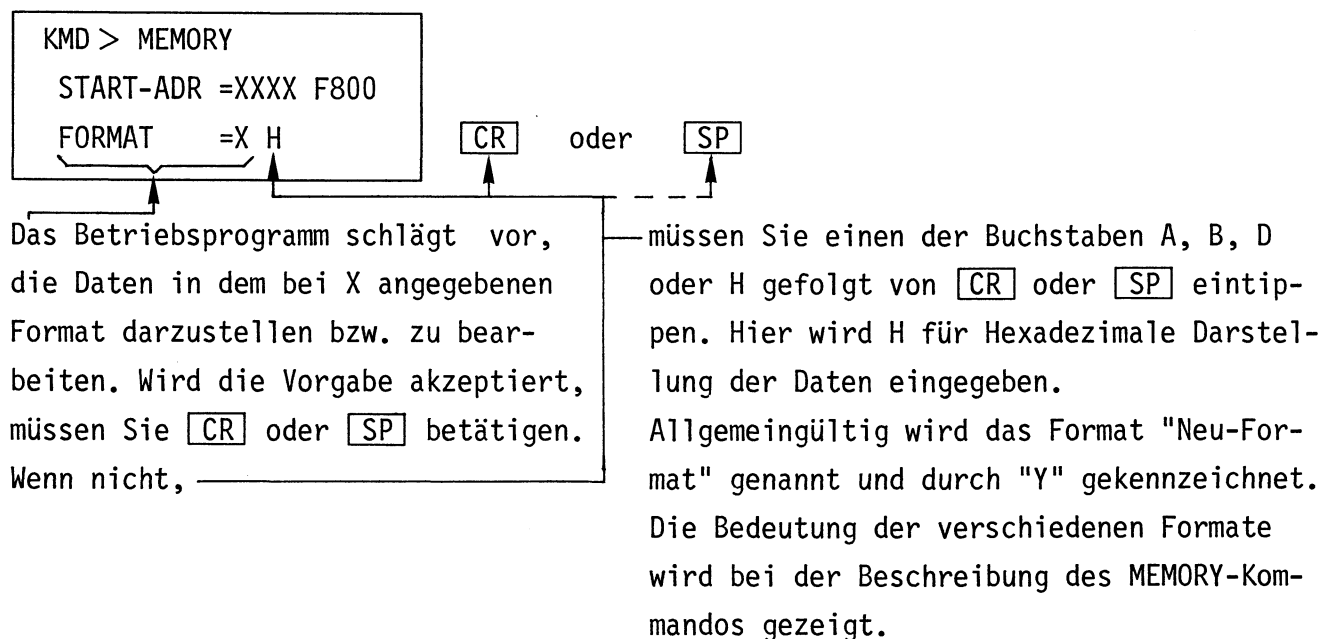 KMD > MEMORY
START-ADR =XXXX F800
FORMAT =X H CR oder SP
Das Betriebsprogramm schlägt vor,
die Daten in dem bei X angegebenen
Format darzustellen bzw. zu bear-
beiten. Wird die Vorgabe akzeptiert,
müssen Sie CR oder SP betätigen.
Wenn nicht,
müssen Sie einen der Buchstaben A, B, D
oder H gefolgt von CR oder SP eintip-
pen. Hier wird H für Hexadezimale Darstel-
lung der Daten eingegeben.
Allgemeingültig wird das Format "Neu-For-
mat" genannt und durch "Y" gekennzeichnet.
Die Bedeutung der verschiedenen Formate
wird bei der Beschreibung des MEMORY-Kom-
mandos gezeigt.